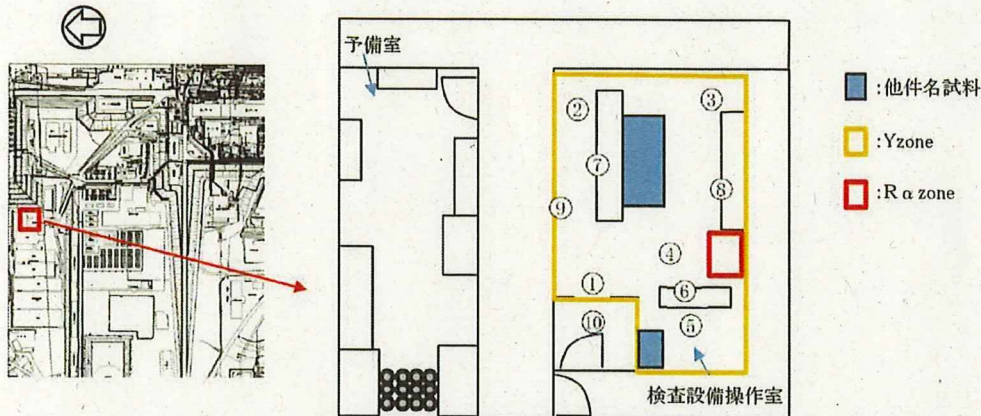 予備室
②
③
⑦
⑧
⑨
④
①
⑥
⑩
⑤
検査設備操作室
:他件名試料
:Yzone
:Rαzone